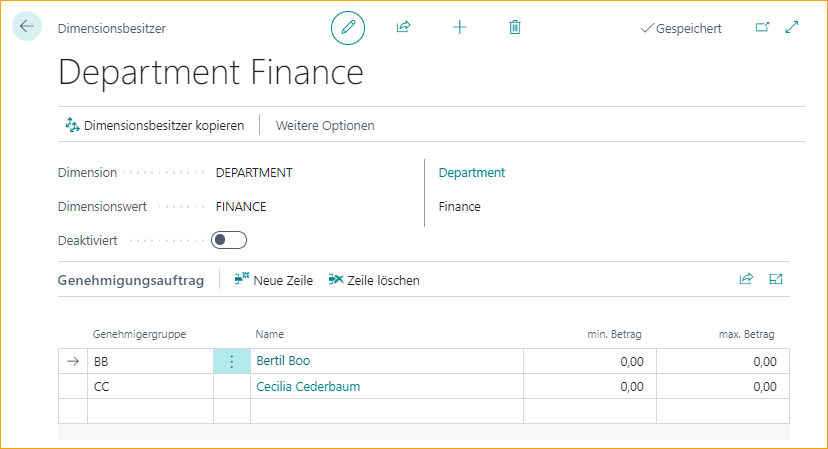 Dimensionsbesitzer
Gespeichert
Department Finance
Dimensionsbesitzer kopieren
Weitere Optionen
Dimension DEPARTMENT Department
Dimensionswert FINANCE Finance
Deaktiviert
Genehmigungsauftrag Neue Zeile Zeile löschen
Genehmigergruppe Name min. Betrag max. Betrag
BB Bertil Boo 0,00 0,00
CC Cecilia Cederbaum 0,00 0,00